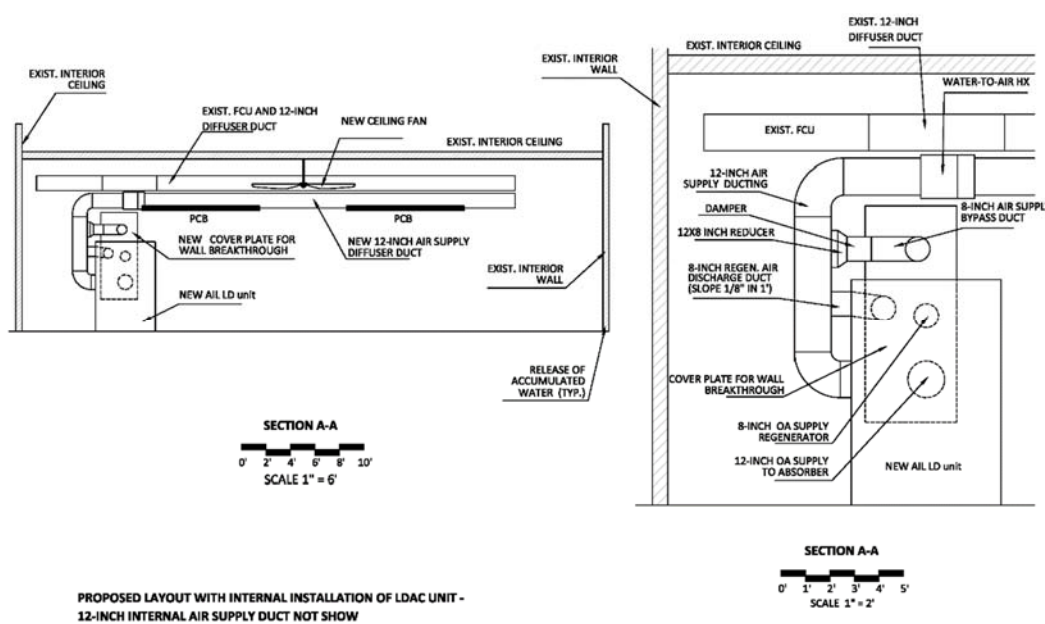 EXIST. INTERIOR
CEILING
EXIST. FCU AND 12-INCH
DIFFUSER DUCT
NEW CEILING FAN
EXIST. INTERIOR CEILING
PCB
PCB
NEW COVER PLATE FOR
WALL BREAKTHROUGH
NEW 12-INCH AIR SUPPLY
DIFFUSER DUCT
EXIST. INTERIOR
WALL
NEW AIL LD unit
RELEASE OF
ACCUMULATED
WATER (TYP.)
SECTION A-A
0' 2' 4' 6' 8' 10'
SCALE 1" = 6'
EXIST. 12-INCH
DIFFUSER DUCT
EXIST. INTERIOR CEILING
EXIST. INTERIOR
WALL
WATER-TO-AIR HX
EXIST. FCU
12-INCH AIR
SUPPLY DUCTING
8-INCH AIR SUPPL
BYPASS DUCT
DAMPER
12X8 INCH REDUCER
8-INCH REGEN. AIR
DISCHARGE DUCT
(SLOPE 1/8" IN 1')
COVER PLATE FOR WALL
BREAKTHROUGH
8-INCH OA SUPPLY
REGENERATOR
12-INCH OA SUPPLY
TO ABSORBER
NEW AIL LD unit
SECTION A-A
0' 1' 2' 3' 4' 5'
SCALE 1" = 2'
PROPOSED LAYOUT WITH INTERNAL INSTALLATION OF LDAC UNIT -
12-INCH INTERNAL AIR SUPPLY DUCT NOT SHOW